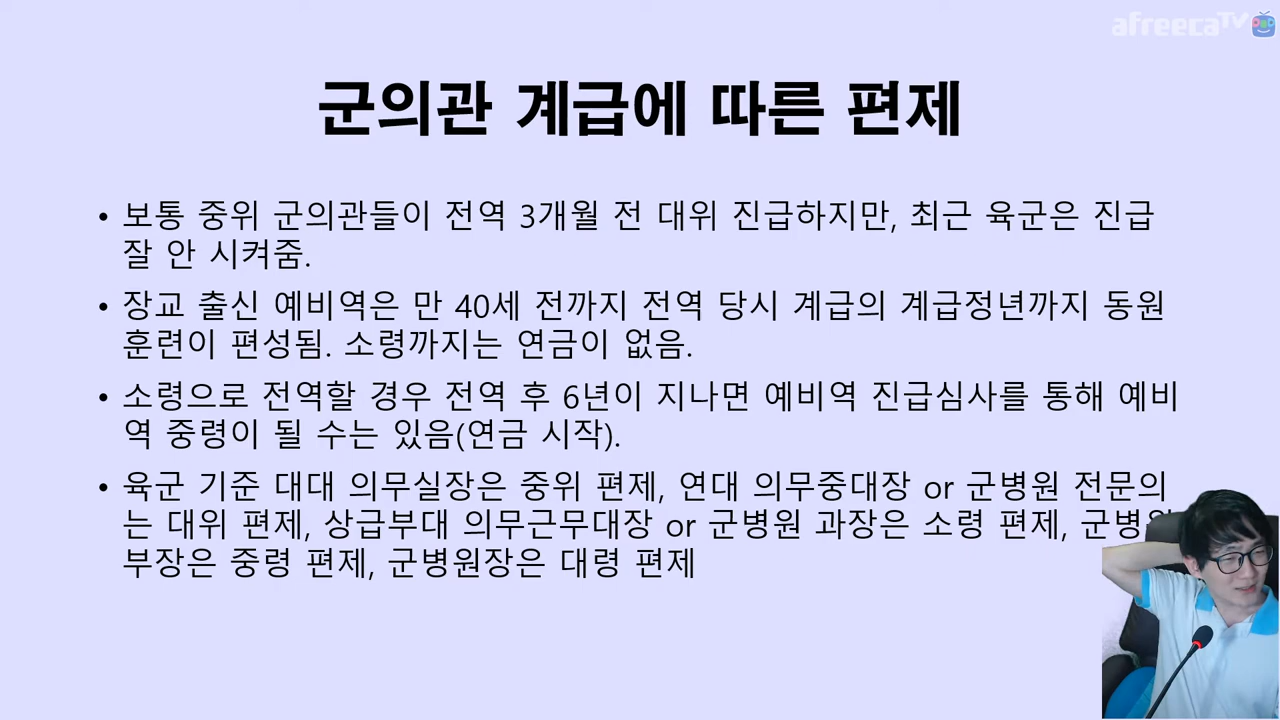 afreecaTV
군의관 계급에 따른 편제
• 보통 중위 군의관들이 전역 3개월 전 대위 진급하지만, 최근 육군은 진급
잘 안 시켜줌.
• 장교 출신 예비역은 만 40세 전까지 전역 당시 계급의 계급정년까지 동원
훈련이 편성됨. 소령까지는 연금이 없음.
• 소령으로 전역할 경우 전역 후 6년이 지나면 예비역 진급심사를 통해 예비
역 중령이 될 수는 있음(연금 시작).
• 육군 기준 대대 의무실장은 중위 편제, 연대 의무중대장 or 군병원 전문의
는 대위 편제, 상급부대 의무근무대장 or 군병원 과장은 소령 편제, 군병원
부장은 중령 편제, 군병원장은 대령 편제